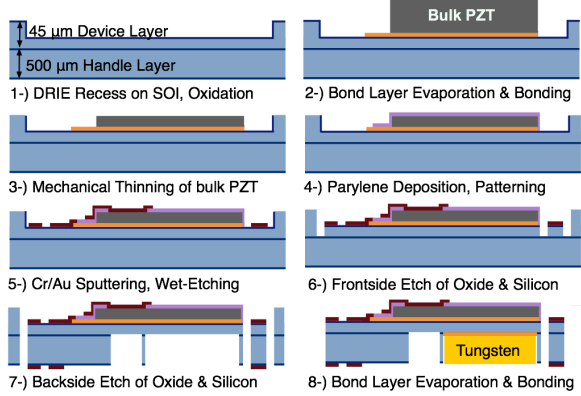 45 µm Device Layer
500 µm Handle Layer
1-) DRIE Recess on SOI, Oxidation
Bulk PZT
2-) Bond Layer Evaporation & Bonding
3-) Mechanical Thinning of bulk PZT
4-) Parylene Deposition, Patterning
5-) Cr/Au Sputtering, Wet-Etching
6-) Frontside Etch of Oxide & Silicon
7-) Backside Etch of Oxide & Silicon
Tungsten
8-) Bond Layer Evaporation & Bonding